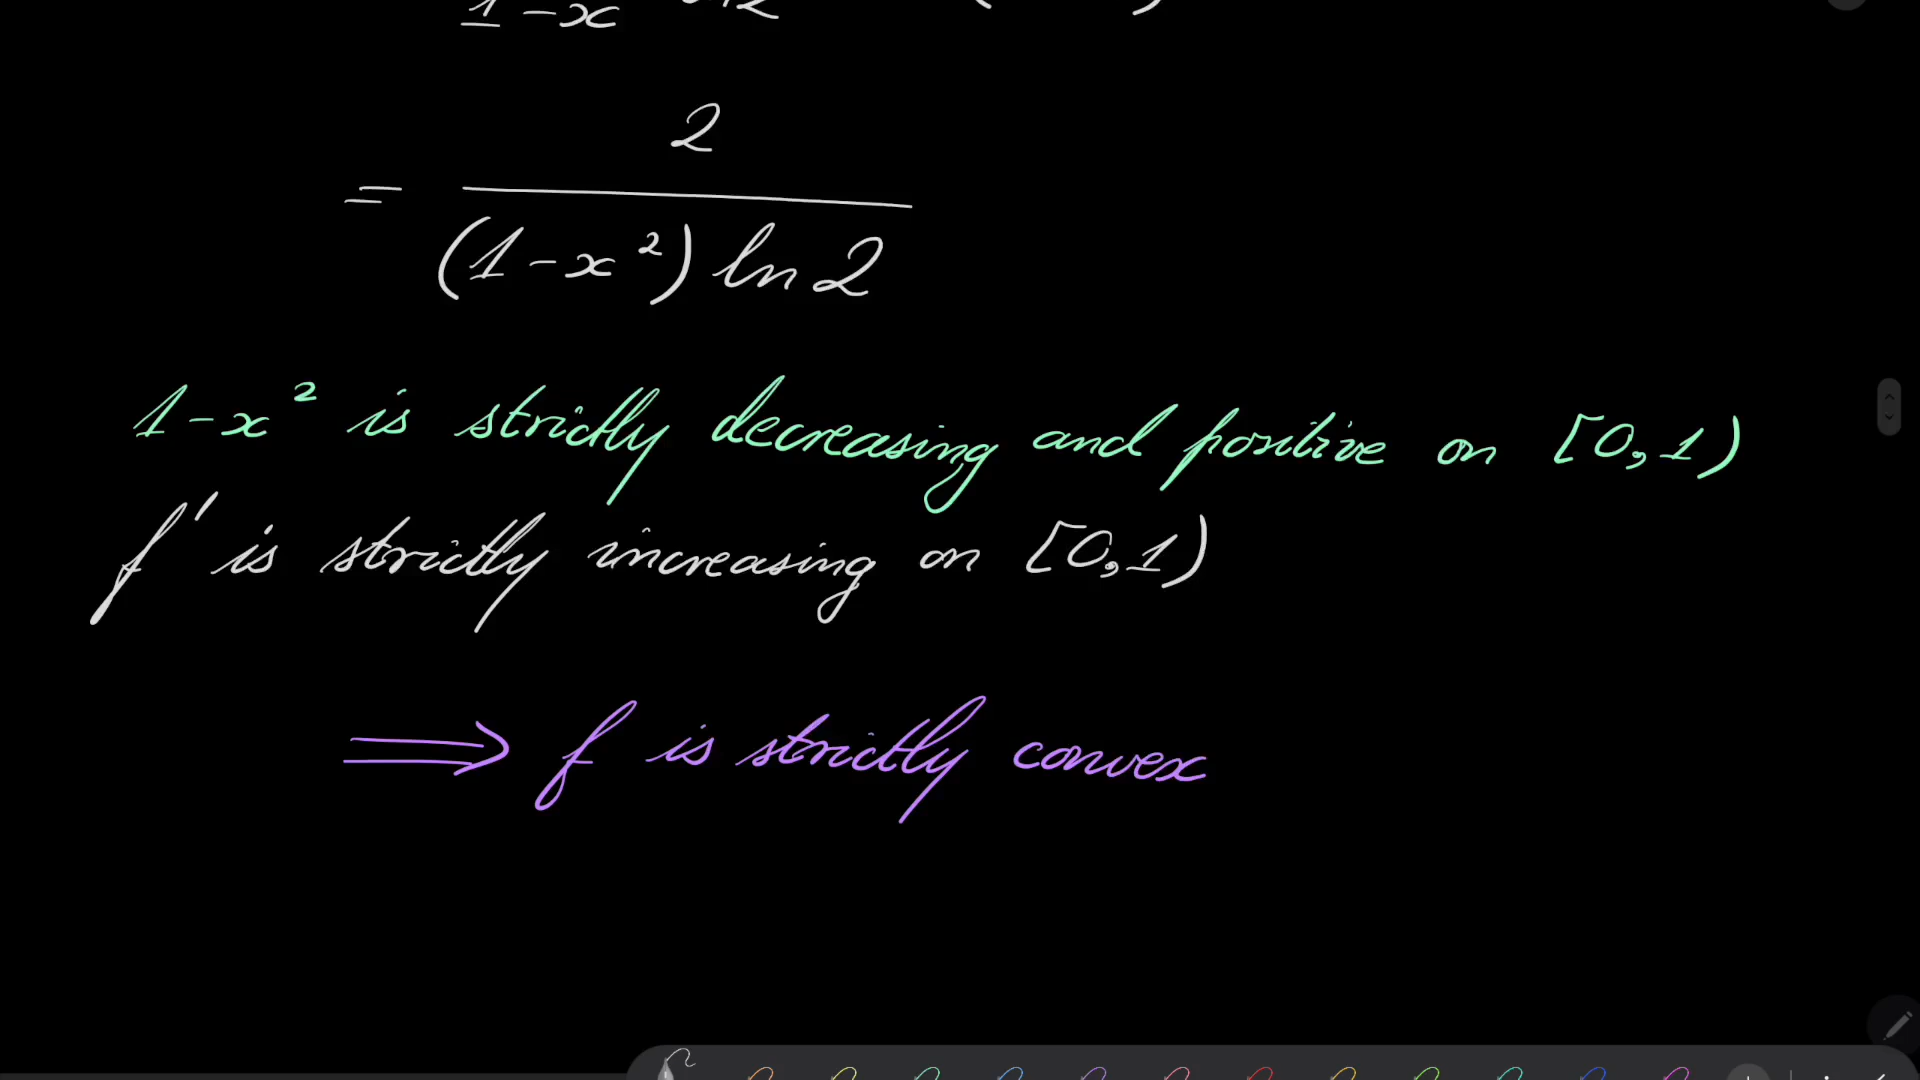 1-x
2
=
(1-x²) ln 2
1-x² is strictly decreasing and positive on [0,1)
f' is strictly increasing on [0,1)
⟹ f is strictly convex